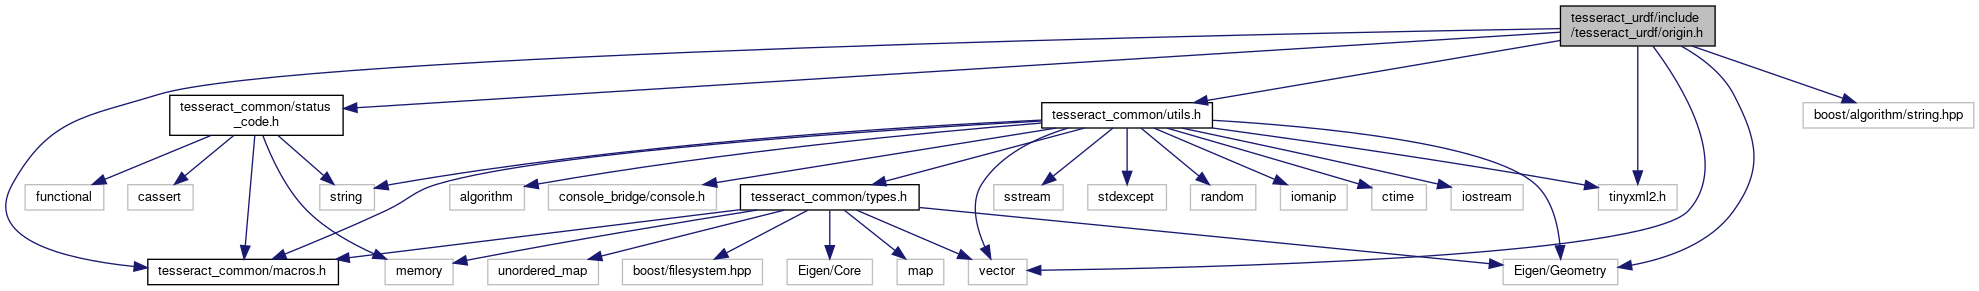 tesseract_urdf/include
/tesseract_urdf/origin.h
tesseract_common/status
_code.h
tesseract_common/utils.h
boost/algorithm/string.hpp
functional
cassert
string
algorithm
console_bridge/console.h
tesseract_common/types.h
sstream
stdexcept
random
iomanip
ctime
iostream
tinyxml2.h
tesseract_common/macros.h
memory
unordered_map
boost/filesystem.hpp
Eigen/Core
map
vector
Eigen/Geometry